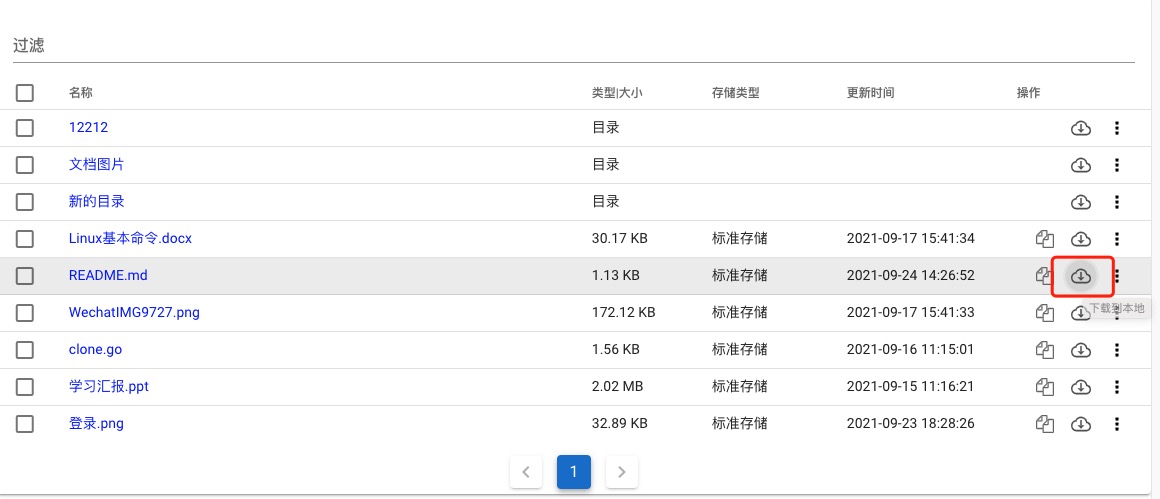 过滤
名称 类型|大小 存储类型 更新时间 操作
12212 目录
文档图片 目录
新的目录 目录
Linux基本命令.docx 30.17 KB 标准存储 2021-09-17 15:41:34
README.md 1.13 KB 标准存储 2021-09-24 14:26:52
WechatIMG9727.png 172.12 KB 标准存储 2021-09-17 15:41:33
下载到本地
clone.go 1.56 KB 标准存储 2021-09-16 11:15:01
学习汇报.ppt 2.02 MB 标准存储 2021-09-15 11:16:21
登录.png 32.89 KB 标准存储 2021-09-23 18:28:26
1